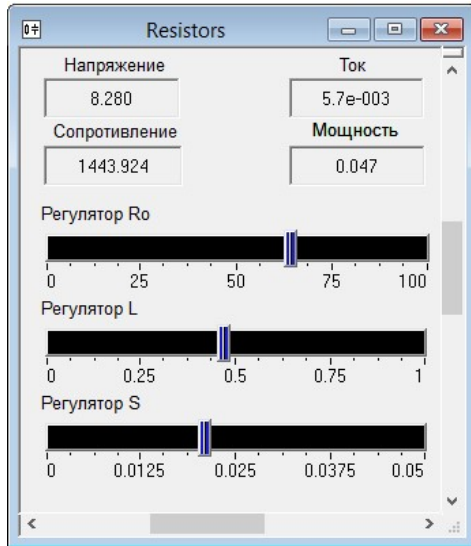 Resistors
Напряжение Ток
8.280 5.7e-003
Сопротивление Мощность
1443.924 0.047
Регулятор Ro
0 25 50 75 100
Регулятор L
0 0.25 0.5 0.75 1
Регулятор S
0 0.0125 0.025 0.0375 0.05